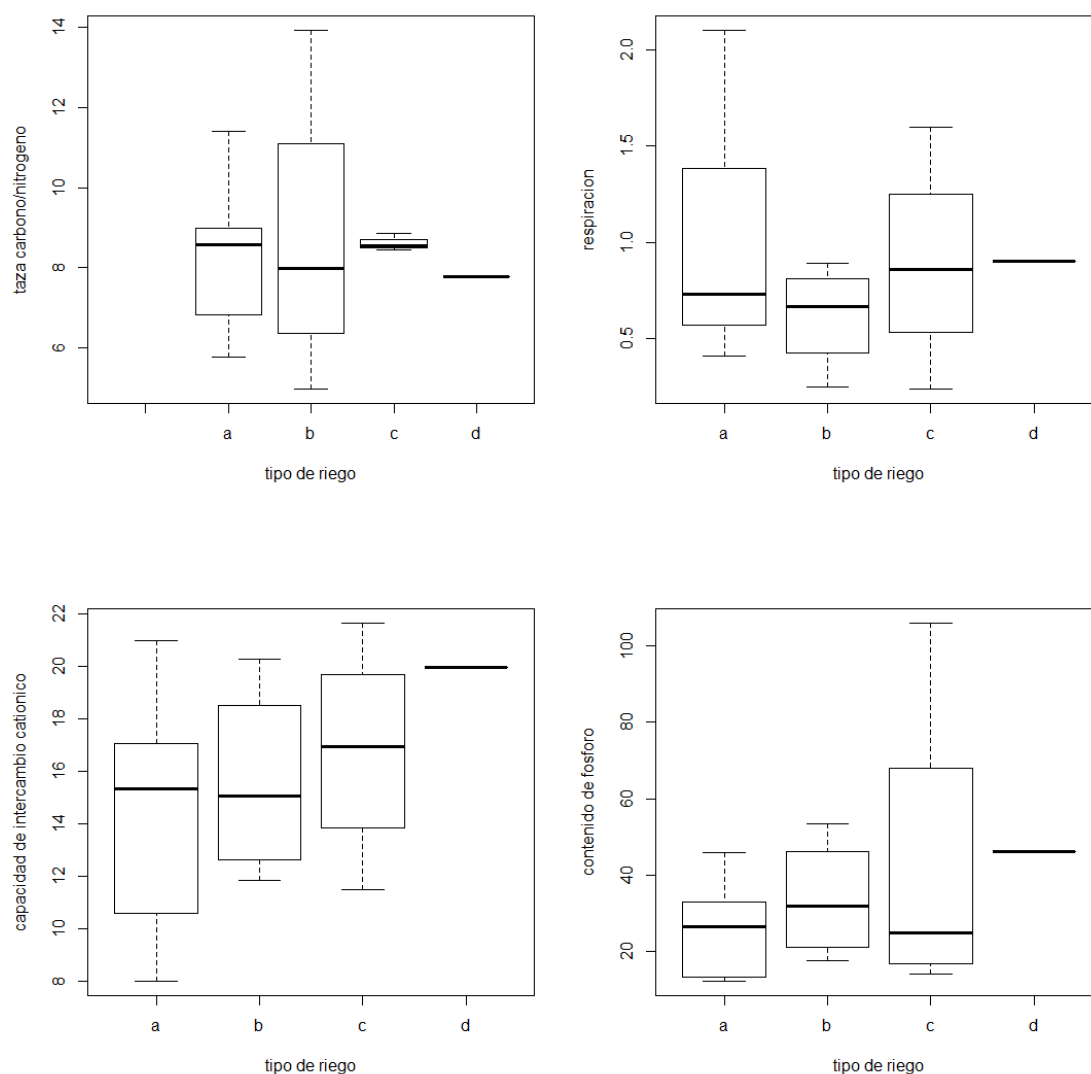 taza carbono/nitrogeno
14
12
10
8
6
a b c d
tipo de riego
respiracion
2.0
1.5
1.0
0.5
a b c d
tipo de riego
capacidad de intercambio cationico
22
20
18
16
14
12
10
8
a b c d
tipo de riego
contenido de fosforo
100
80
60
40
20
a b c d
tipo de riego